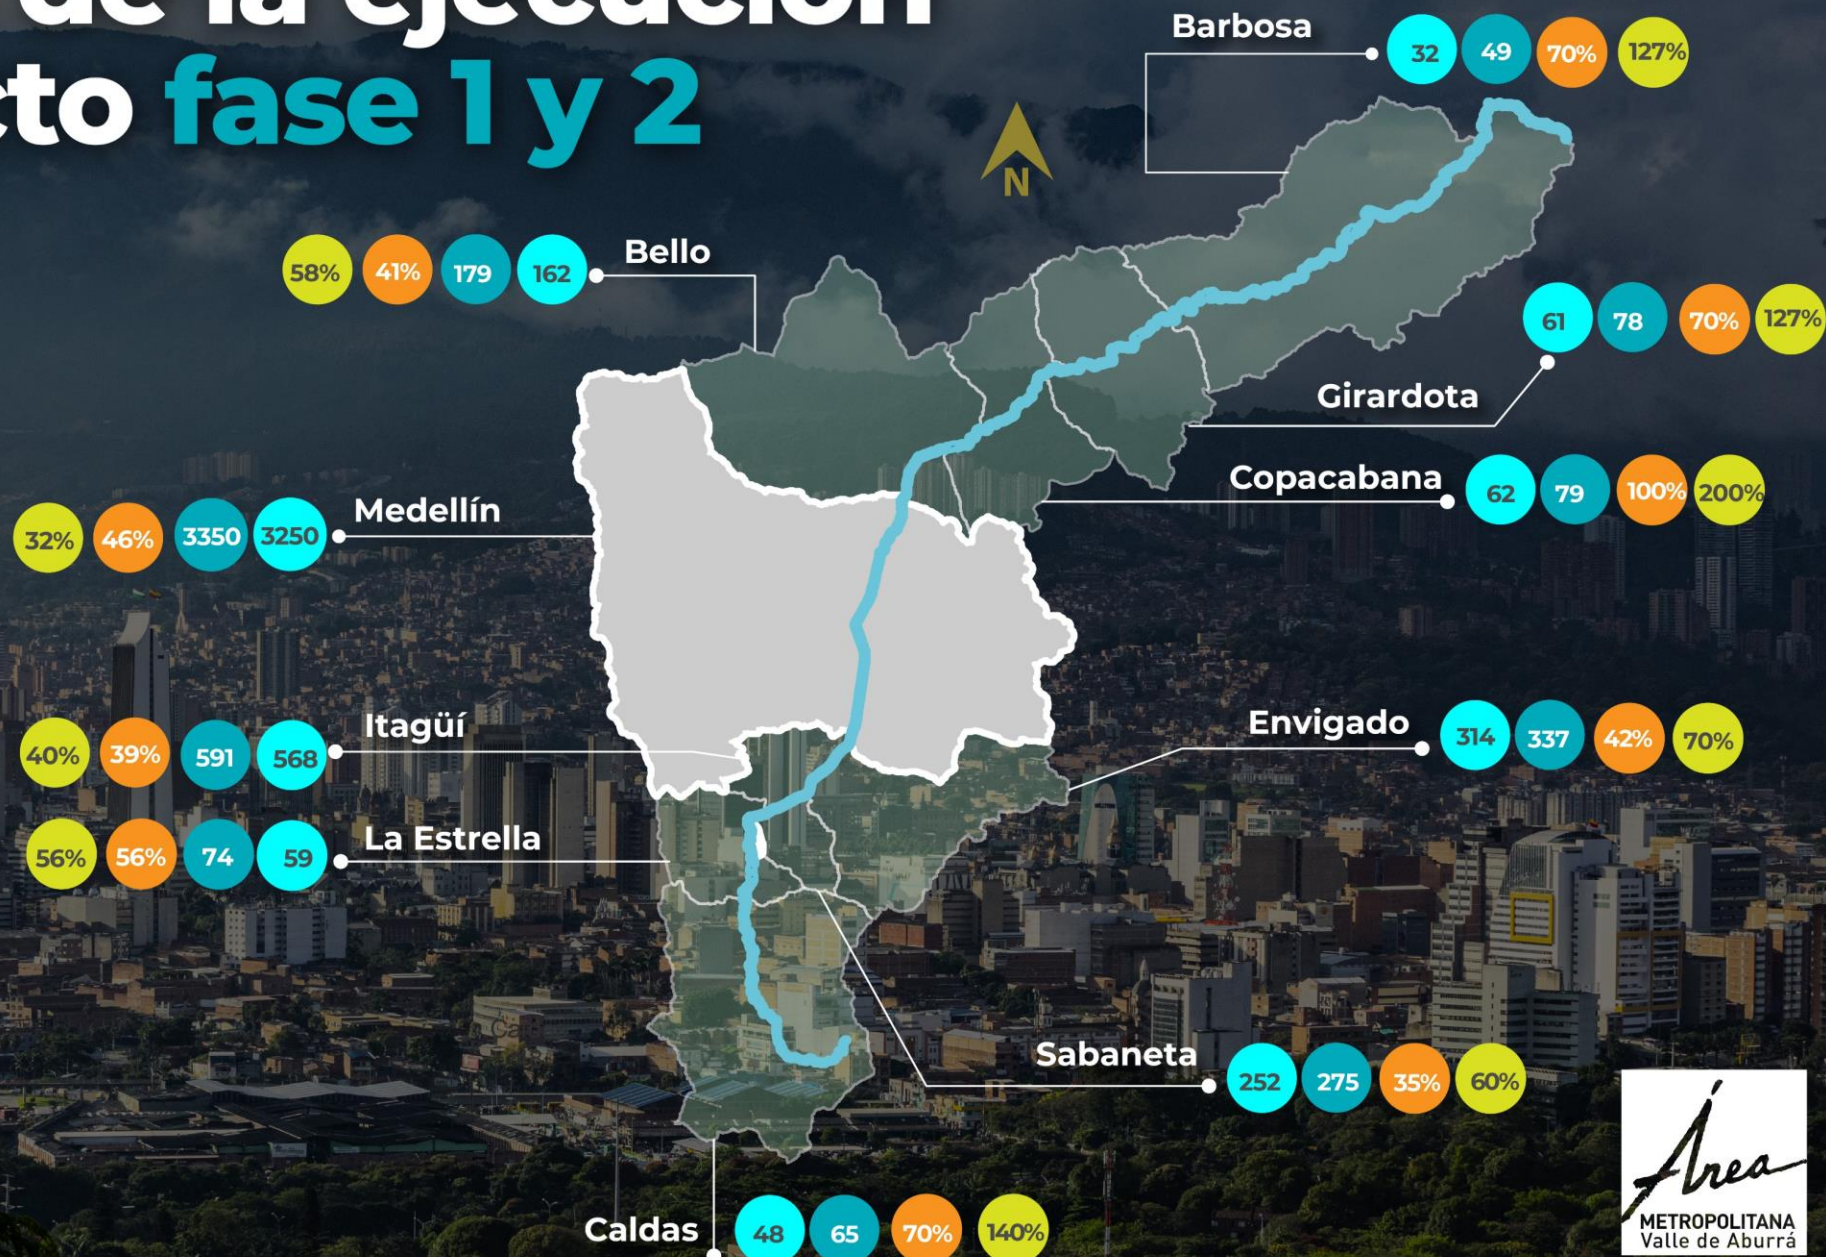 de la ejecución
cto fase 1 y 2
Barbosa
32 49 70% 127%
N
58% 41% 179 162 Bello
61 78 70% 127%
Girardota
Copacabana 62 79 100% 200%
32% 46% 3350 3250 Medellín
Envigado 314 337 42% 70%
40% 39% 591 568 Itagüí
56% 56% 74 59 La Estrella
Sabaneta 252 275 35% 60%
Caldas 48 65 70% 140%
Área
METROPOLITANA
Valle de Aburrá